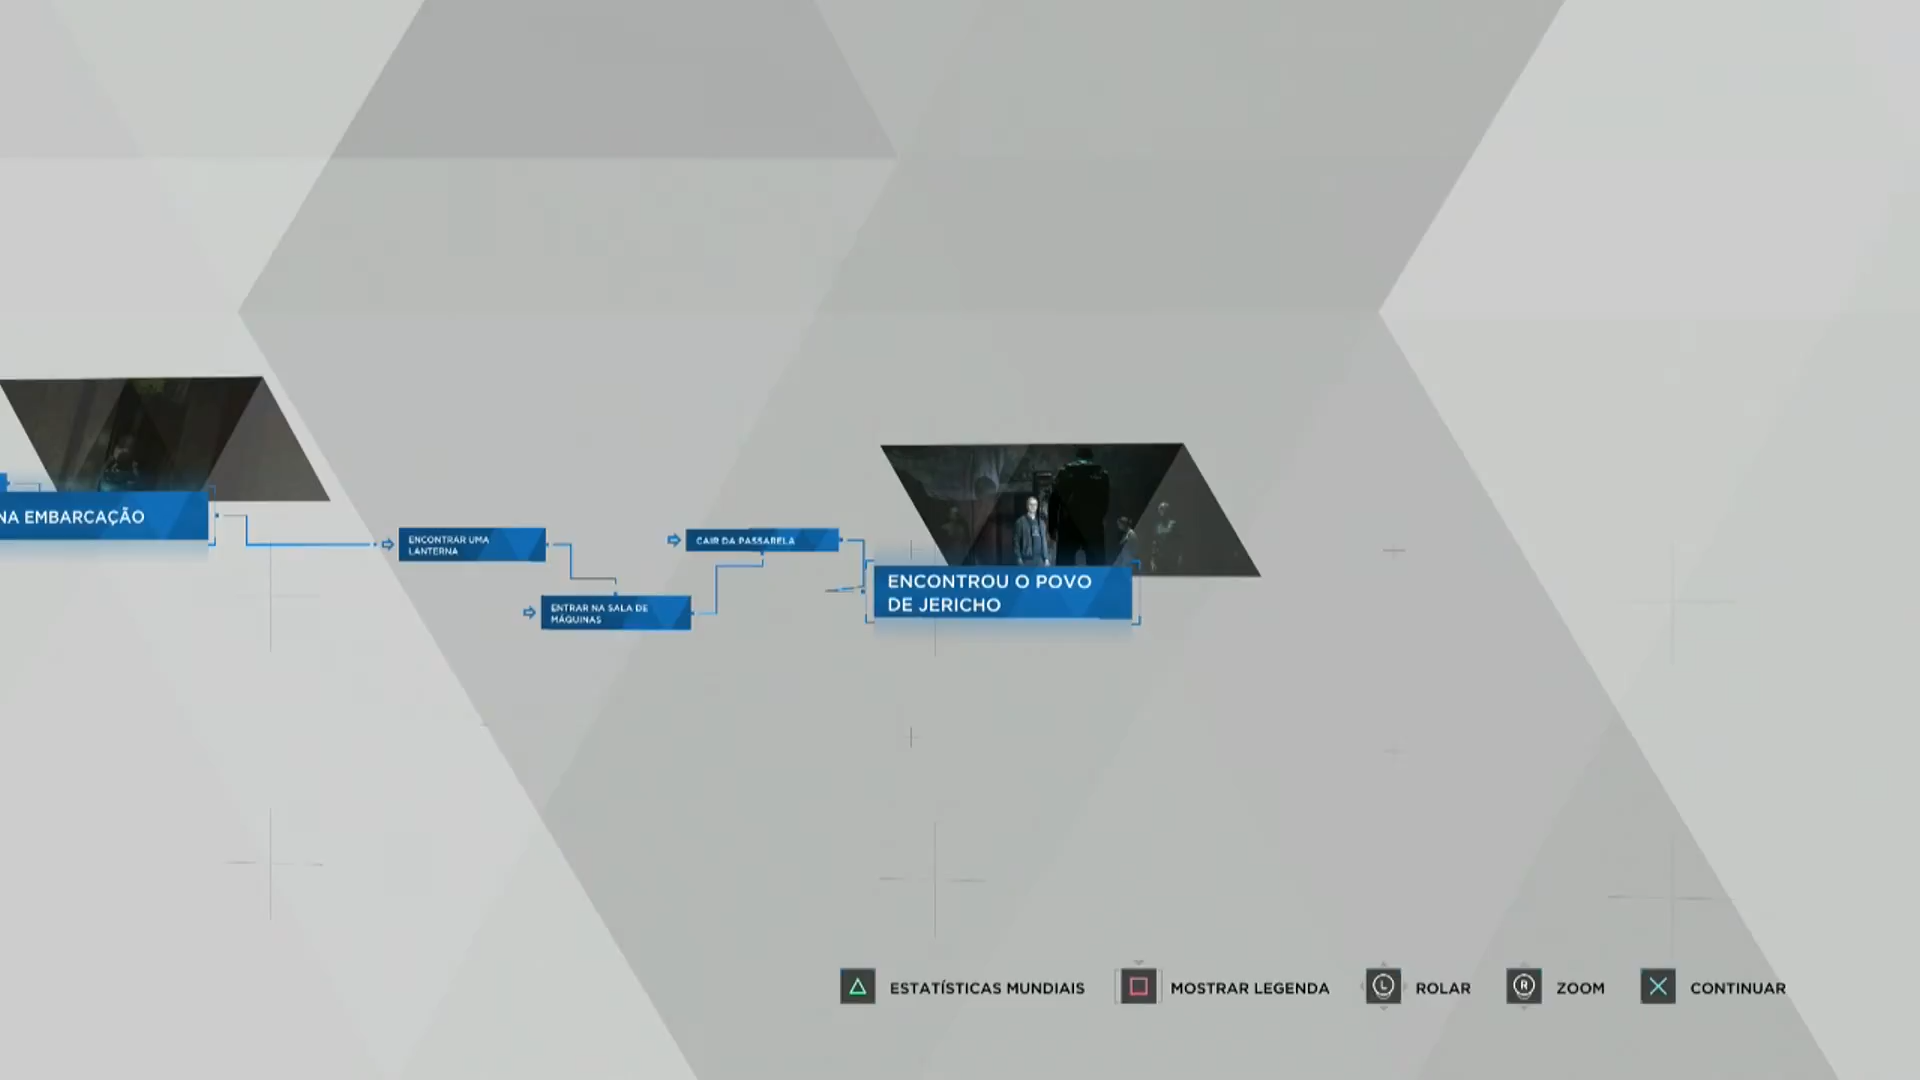 NA EMBARCAÇÃO
ENCONTRAR UMA
LANTERNA
ENTRAR NA SALA DE
MÁQUINAS
CAIR DA PASSARELA
ENCONTROU O POVO
DE JERICHO
ESTATÍSTICAS MUNDIAIS
MOSTRAR LEGENDA
L
ROLAR
R
ZOOM
CONTINUAR